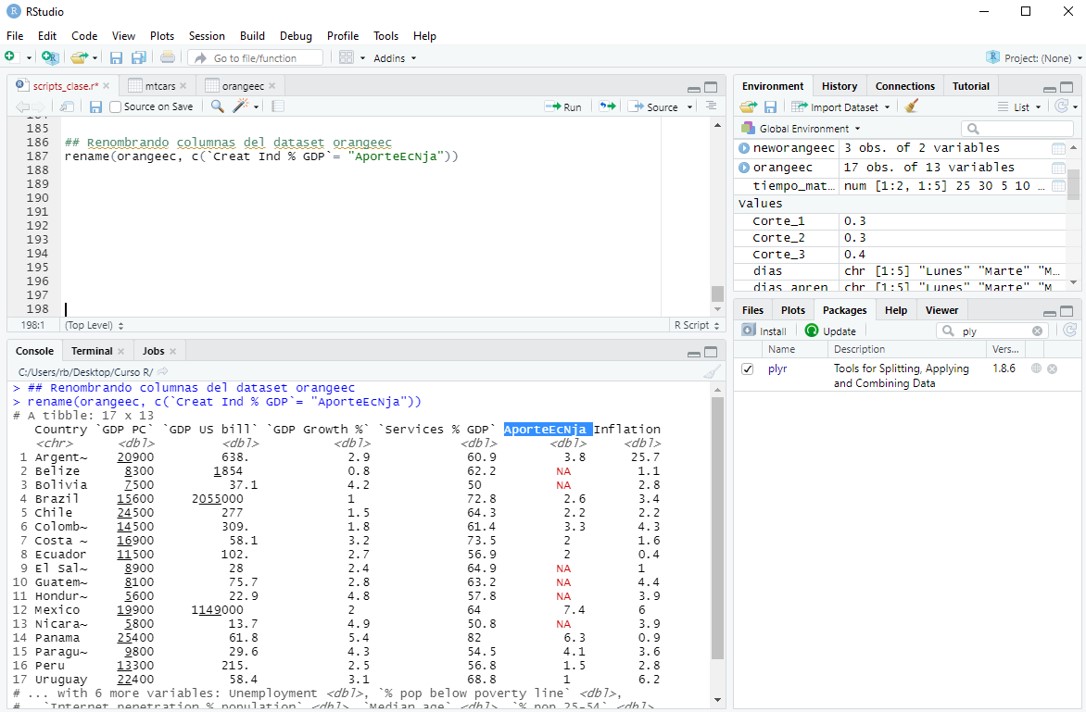 RStudio
File Edit Code View Plots Session Build Debug Profile Tools Help
Go to file/function Addins Project: (None)
scripts_clase.r* mtcars orangeec
Source on Save Run Source
185
186 ## Renombrando columnas del dataset orangeec
187 rename(orangeec, c(`Creat Ind % GDP`= "AporteEcNja"))
188
189
190
191
192
193
194
195
196
197
198
198:1 (Top Level) R Script
Console Terminal Jobs
C:/Users/rb/Desktop/Curso R/
> ## Renombrando columnas del dataset orangeec
> rename(orangeec, c(`Creat Ind % GDP`= "AporteEcNja"))
# A tibble: 17 x 13
Country `GDP PC` `GDP US bill` `GDP Growth %` `Services % GDP` AporteEcNja Inflation
<chr> <dbl> <dbl> <dbl> <dbl> <dbl> <dbl>
1 Argent~ 20900 638. 2.9 60.9 3.8 25.7
2 Belize 8300 1854 0.8 62.2 NA 1.1
3 Bolivia 7500 37.1 4.2 50 NA 2.8
4 Brazil 15600 2055000 1 72.8 2.6 3.4
5 Chile 24500 277 1.5 64.3 2.2 2.2
6 Colomb~ 14500 309. 1.8 61.4 3.3 4.3
7 Costa ~ 16900 58.1 3.2 73.5 2 1.6
8 Ecuador 11500 102. 2.7 56.9 2 0.4
9 El Sal~ 8900 28 2.4 64.9 NA 1
10 Guatem~ 8100 75.7 2.8 63.2 NA 4.4
11 Hondur~ 5600 22.9 4.8 57.8 NA 3.9
12 Mexico 19900 1149000 2 64 7.4 6
13 Nicara~ 5800 13.7 4.9 50.8 NA 3.9
14 Panama 25400 61.8 5.4 82 6.3 0.9
15 Paragu~ 9800 29.6 4.3 54.5 4.1 3.6
16 Peru 13300 215. 2.5 56.8 1.5 2.8
17 Uruguay 22400 58.4 3.1 68.8 1 6.2
# ... with 6 more variables: Unemployment <dbl>, `% pop below poverty line` <dbl>,
# `Internet penetration % population` <dbl>, `Median age` <dbl>, `% pop 25-54` <dbl>,
Environment History Connections Tutorial
Import Dataset List
Global Environment
neworangeec 3 obs. of 2 variables
orangeec 17 obs. of 13 variables
tiempo_mat... num [1:2, 1:5] 25 30 5 10 ...
Values
Corte_1 0.3
Corte_2 0.3
Corte_3 0.4
dias chr [1:5] "Lunes" "Marte" "M...
dias_apren chr [1:5] "Lunes" "Marte" "M
Files Plots Packages Help Viewer
Install Update ply
Name Description Vers...
plyr Tools for Splitting, Applying and Combining Data 1.8.6